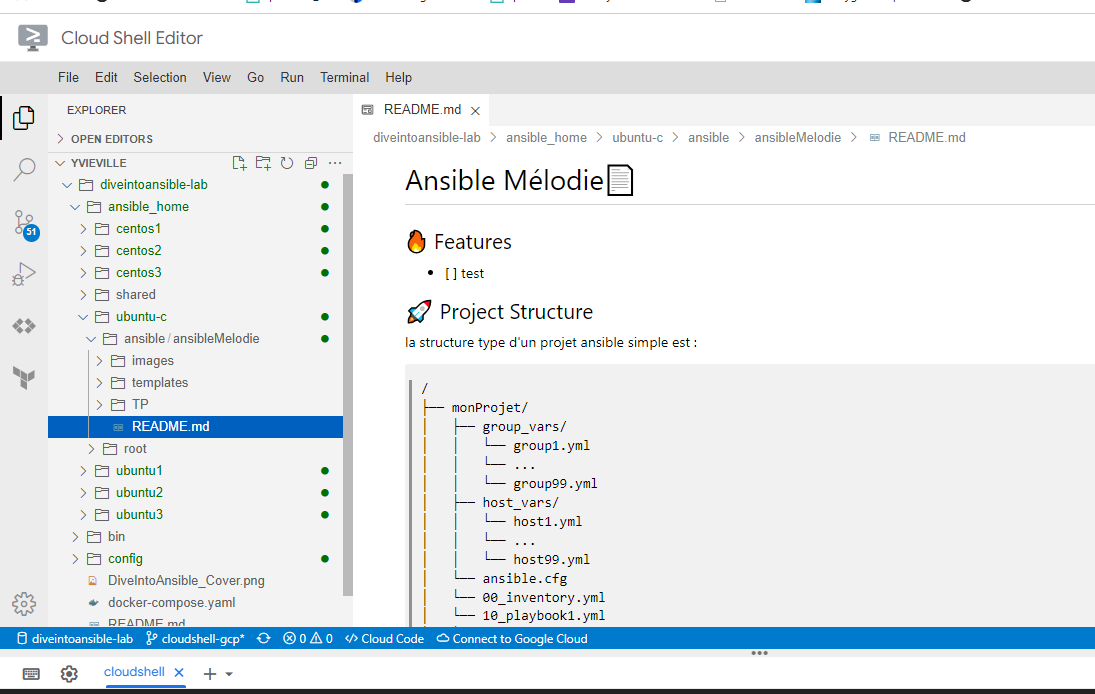 Cloud Shell Editor
File Edit Selection View Go Run Terminal Help
EXPLORER
OPEN EDITORS
YVIEVILLE
diveintoansible-lab
ansible_home
centos1
centos2
centos3
shared
ubuntu-c
ansible / ansibleMelodie
images
templates
TP
README.md
root
ubuntu1
ubuntu2
ubuntu3
bin
config
DiveIntoAnsible_Cover.png
docker-compose.yaml
README.md
51
README.md
diveintoansible-lab > ansible_home > ubuntu-c > ansible > ansibleMelodie > README.md
Ansible Mélodie
Features
[ ] test
Project Structure
la structure type d'un projet ansible simple est :
/
├── monProjet/
│   ├── group_vars/
│   │   └── group1.yml
│   │   └── ...
│   │   └── group99.yml
│   ├── host_vars/
│   │   └── host1.yml
│   │   └── ...
│   │   └── host99.yml
│   └── ansible.cfg
│   └── 00_inventory.yml
│   └── 10_playbook1.yml
diveintoansible-lab cloudshell-gcp* 0 0 Cloud Code Connect to Google Cloud
cloudshell